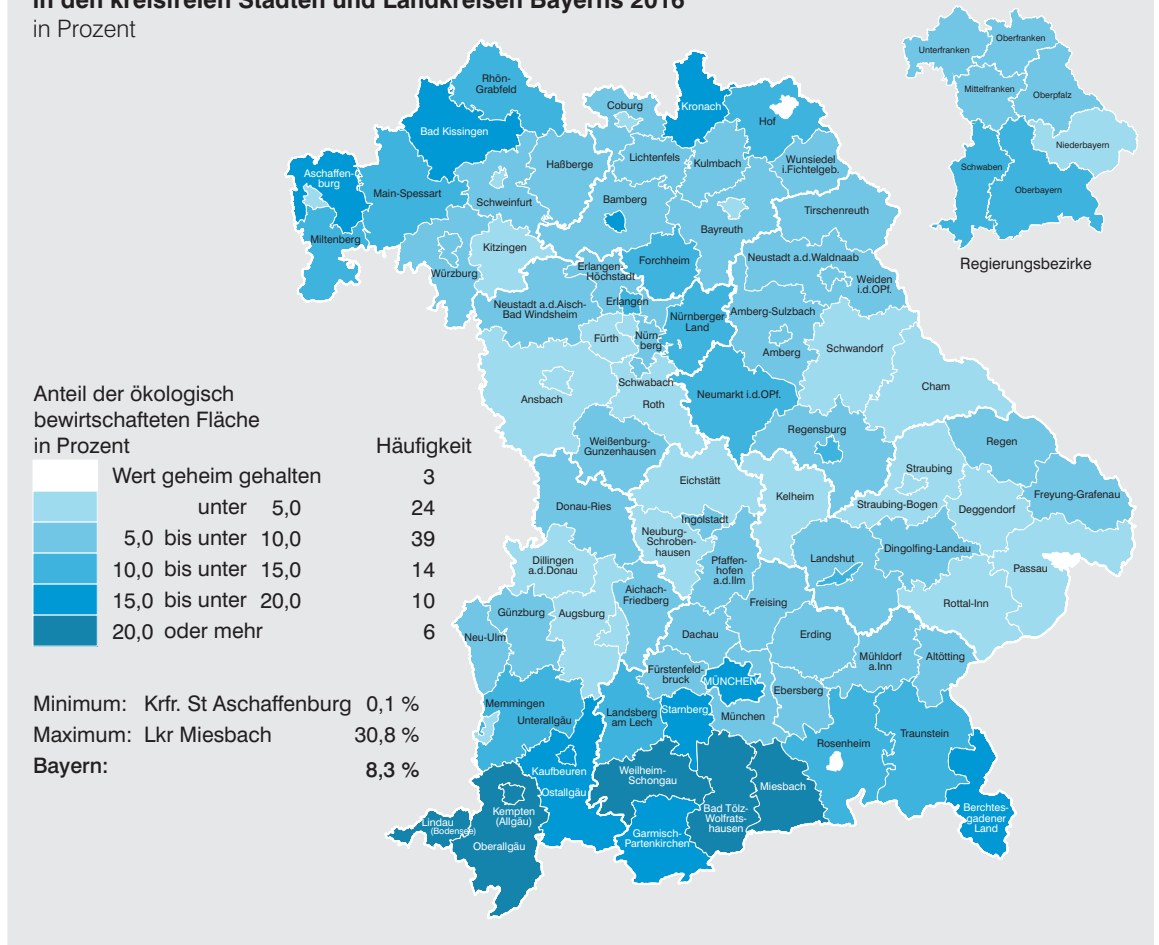 in den kreisfreien Städten und Landkreisen Bayerns 2016
in Prozent
Unterfranken
Oberfranken
Mittelfranken
Oberpfalz
Niederbayern
Schwaben
Oberbayern
Regierungsbezirke
Rhön-
Grabfeld
Coburg
Kronach
Hof
Bad Kissingen
Lichtenfels
Kulmbach
Wunsiedel
i.Fichtelgeb.
Haßberge
Aschaffen-
burg
Main-Spessart
Schweinfurt
Bamberg
Tirschenreuth
Bayreuth
Miltenberg
Kitzingen
Würzburg
Erlangen-
Höchstadt
Forchheim
Neustadt a.d.Waldnaab
Weiden
i.d.OPf.
Neustadt a.d.Aisch-
Bad Windsheim
Erlangen
Nürnberger
Land
Amberg-Sulzbach
Fürth
Nürn-
berg
Amberg
Schwandorf
Ansbach
Schwabach
Roth
Neumarkt i.d.OPf.
Cham
Weißenburg-
Gunzenhausen
Regensburg
Regen
Straubing
Eichstätt
Kelheim
Freyung-Grafenau
Straubing-Bogen
Deggendorf
Donau-Ries
Ingolstadt
Neuburg-
Schroben-
hausen
Dingolfing-Landau
Landshut
Passau
Dillingen
a.d.Donau
Pfaffen-
hofen
a.d.Ilm
Aichach-
Friedberg
Freising
Rottal-Inn
Günzburg
Augsburg
Neu-Ulm
Dachau
Erding
Mühldorf
a.Inn
Altötting
Fürstenfeld-
bruck
MÜNCHEN
Ebersberg
Memmingen
Unterallgäu
Landsberg
am Lech
Starnberg
München
Rosenheim
Traunstein
Kaufbeuren
Ostallgäu
Weilheim-
Schongau
Miesbach
Bad Tölz-
Wolfrats-
hausen
Berchtes-
gadener
Land
Kempten
(Allgäu)
Lindau
(Bodensee)
Oberallgäu
Garmisch-
Partenkirchen
Anteil der ökologisch
bewirtschafteten Fläche
in Prozent Häufigkeit
Wert geheim gehalten 3
unter 5,0 24
5,0 bis unter 10,0 39
10,0 bis unter 15,0 14
15,0 bis unter 20,0 10
20,0 oder mehr 6
Minimum: Krfr. St Aschaffenburg 0,1 %
Maximum: Lkr Miesbach 30,8 %
Bayern: 8,3 %